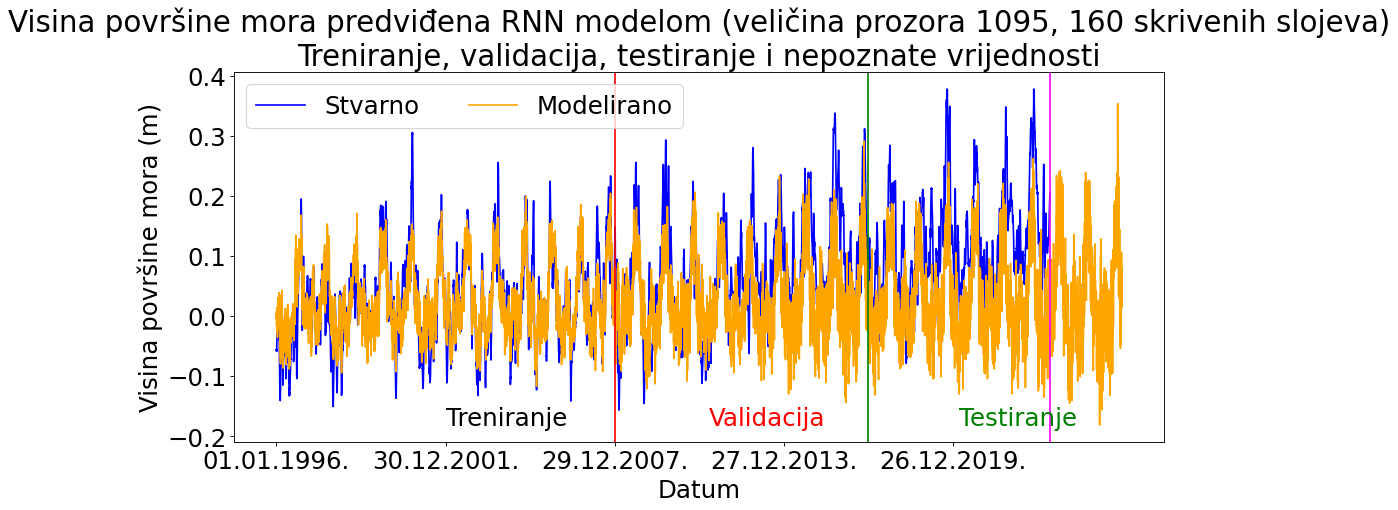 Visina površine mora predviđena RNN modelom (veličina prozora 1095, 160 skrivenih slojeva)
Treniranje, validacija, testiranje i nepoznate vrijednosti
Stvarno
Modelirano
Visina površine mora (m)
0.4
0.3
0.2
0.1
0.0
−0.1
−0.2
Treniranje
Validacija
Testiranje
01.01.1996.
30.12.2001.
29.12.2007.
27.12.2013.
26.12.2019.
Datum